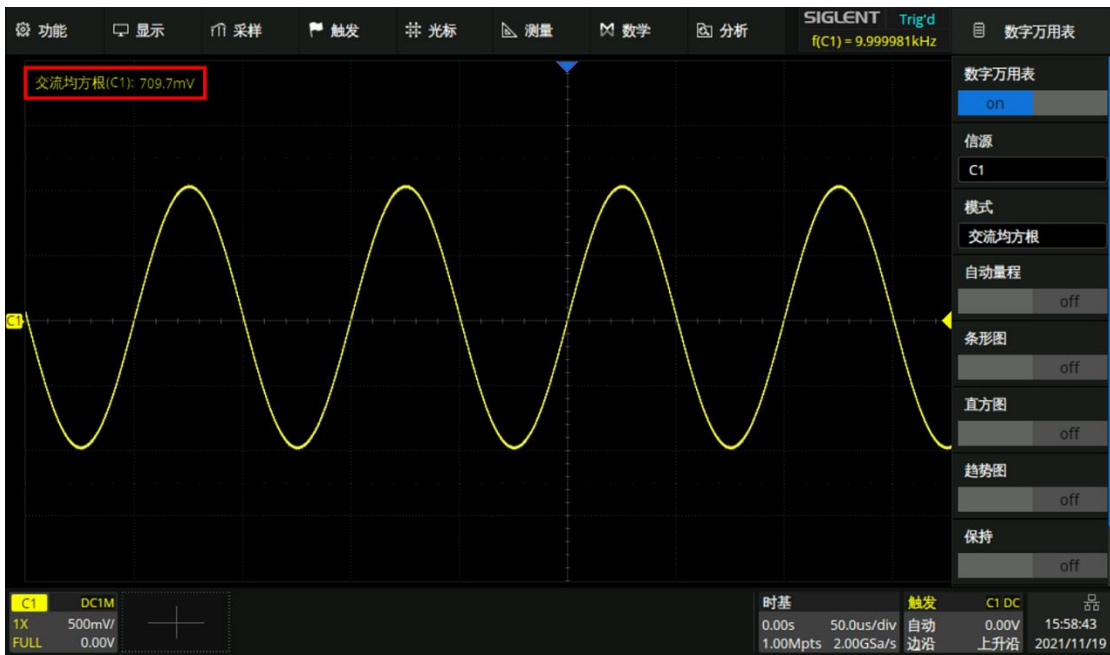 功能 显示 采样 触发 光标 测量 数学 分析 SIGLENT Trig'd 数字万用表
f(C1) = 9.999981kHz
交流均方根(C1): 709.7mV
数字万用表
on
信源
C1
模式
交流均方根
自动量程
off
条形图
off
直方图
off
趋势图
off
保持
off
C1
C1 DC1M
1X 500mV/
FULL 0.00V
时基
0.00s 50.0us/div
1.00Mpts 2.00GSa/s
触发 C1 DC
自动 0.00V
边沿 上升沿
15:58:43
2021/11/19